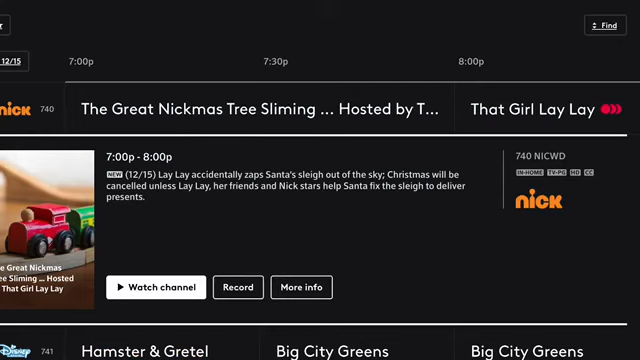 Find
12/15
7:00p
7:30p
8:00p
nick
740
The Great Nickmas Tree Sliming ... Hosted by T...
That Girl Lay Lay
7:00p - 8:00p
NEW (12/15) Lay Lay accidentally zaps Santa's sleigh out of the sky; Christmas will be
cancelled unless Lay Lay, her friends and Nick stars help Santa fix the sleigh to deliver
presents.
740 NICWD
IN-HOME TV-PG HD CC
nick
e Great Nickmas
e Sliming ... Hosted
That Girl Lay Lay
Watch channel
Record
More info
Disney
741
Hamster & Gretel
Big City Greens
Big City Greens